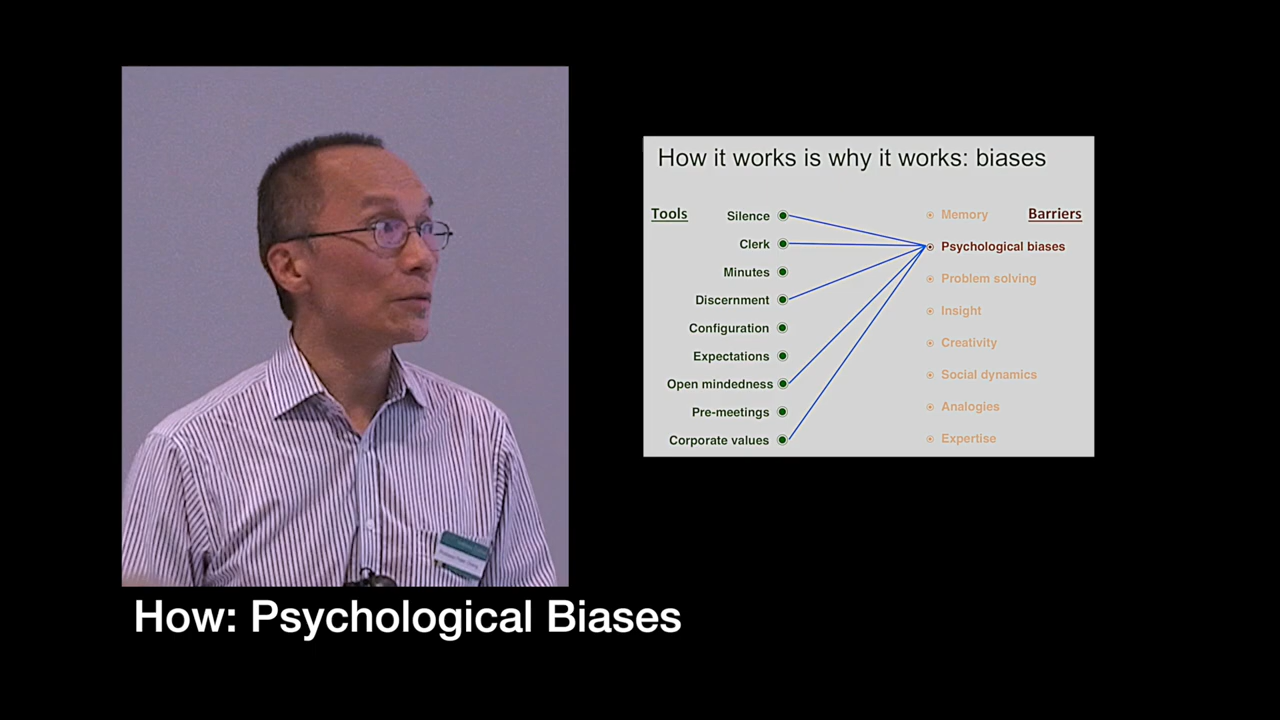 How it works is why it works: biases
Tools
Silence
Clerk
Minutes
Discernment
Configuration
Expectations
Open mindedness
Pre-meetings
Corporate values
Memory
Barriers
Psychological biases
Problem solving
Insight
Creativity
Social dynamics
Analogies
Expertise
How: Psychological Biases